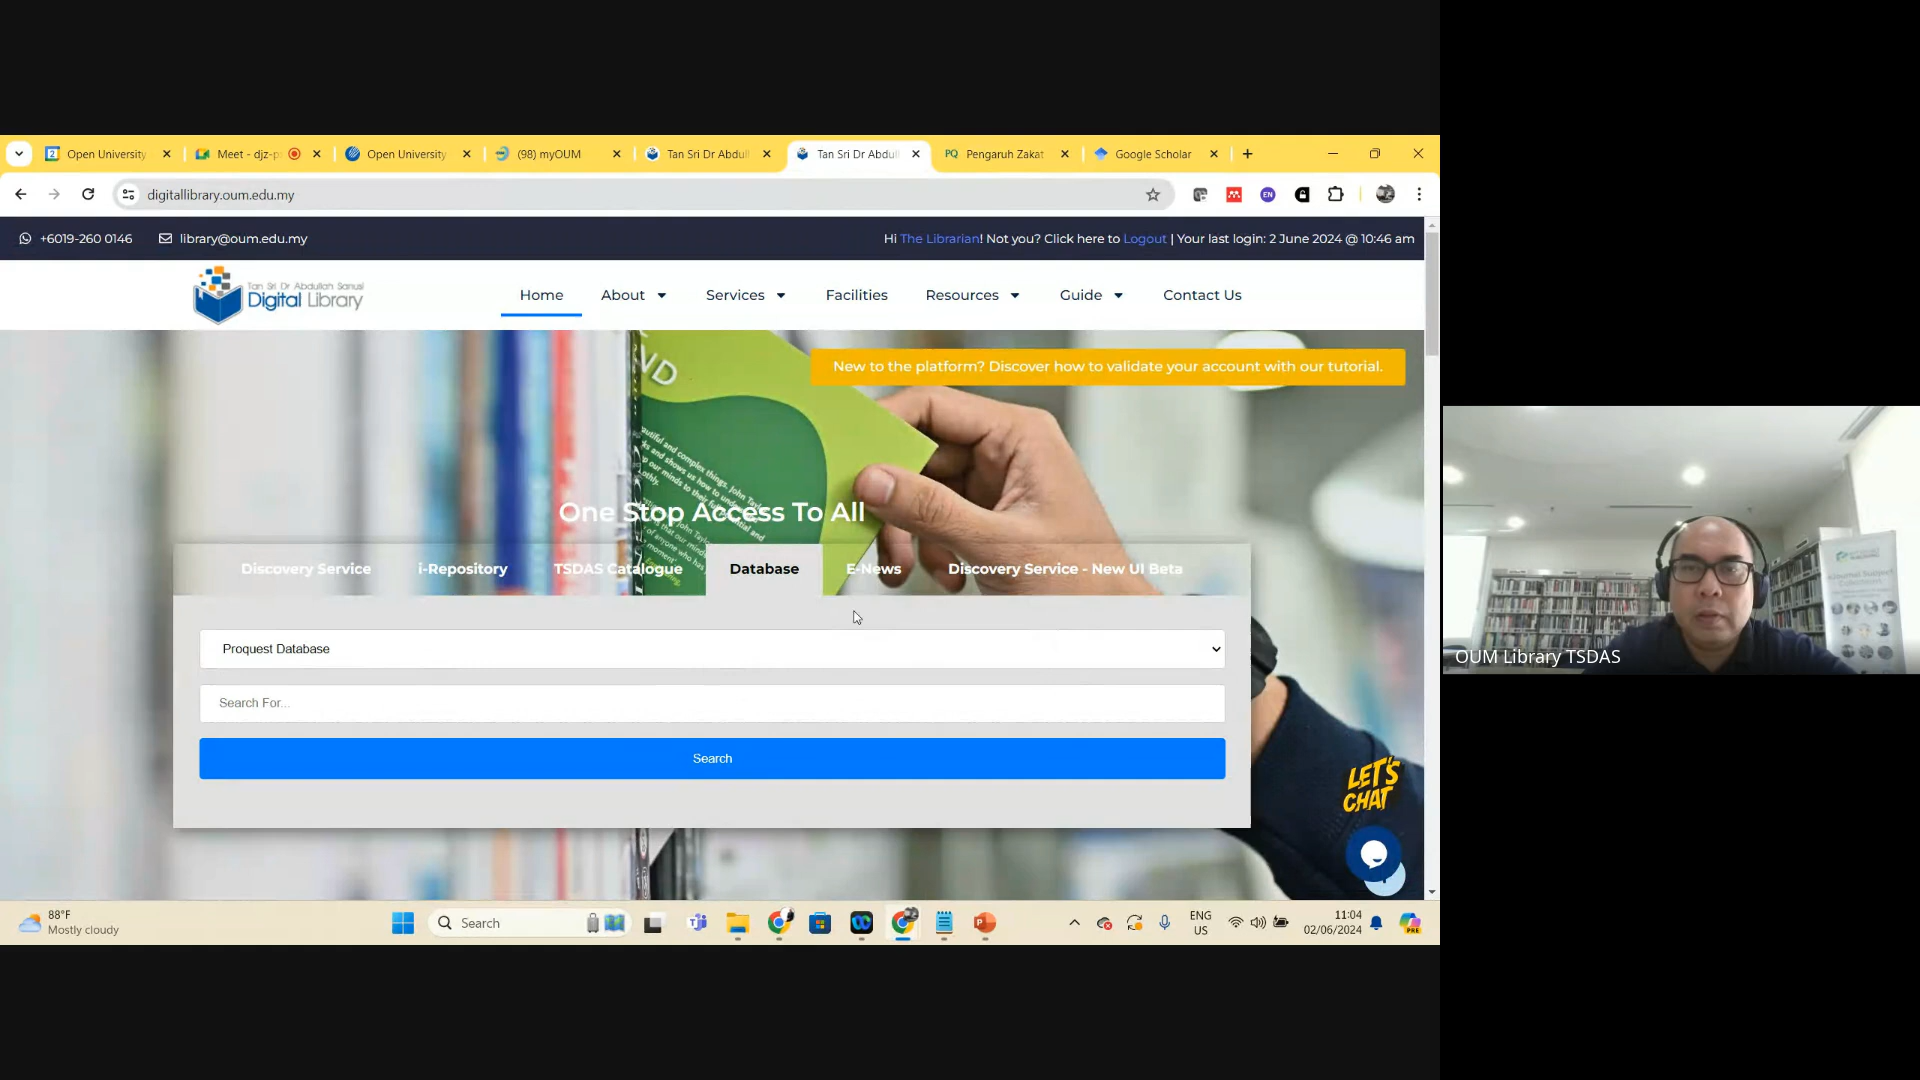 Open University
Meet - djz-p
Open University
(98) myOUM
Tan Sri Dr Abdul
Tan Sri Dr Abdul
PQ Pengaruh Zakat
Google Scholar
digitallibrary.oum.edu.my
EN
+6019-260 0146
library@oum.edu.my
Hi The Librarian! Not you? Click here to Logout | Your last login: 2 June 2024 @ 10:46 am
Tan Sri Dr Abdullah Sanusi
Digital Library
Home
About
Services
Facilities
Resources
Guide
Contact Us
New to the platform? Discover how to validate your account with our tutorial.
One Stop Access To All
Discovery Service
i-Repository
TSDAS Catalogue
Database
E-News
Discovery Service - New UI Beta
Proquest Database
Search For...
Search
LET'S
CHAT
OUM Library TSDAS
88°F
Mostly cloudy
Search
ENG
US
11:04
02/06/2024
PRE